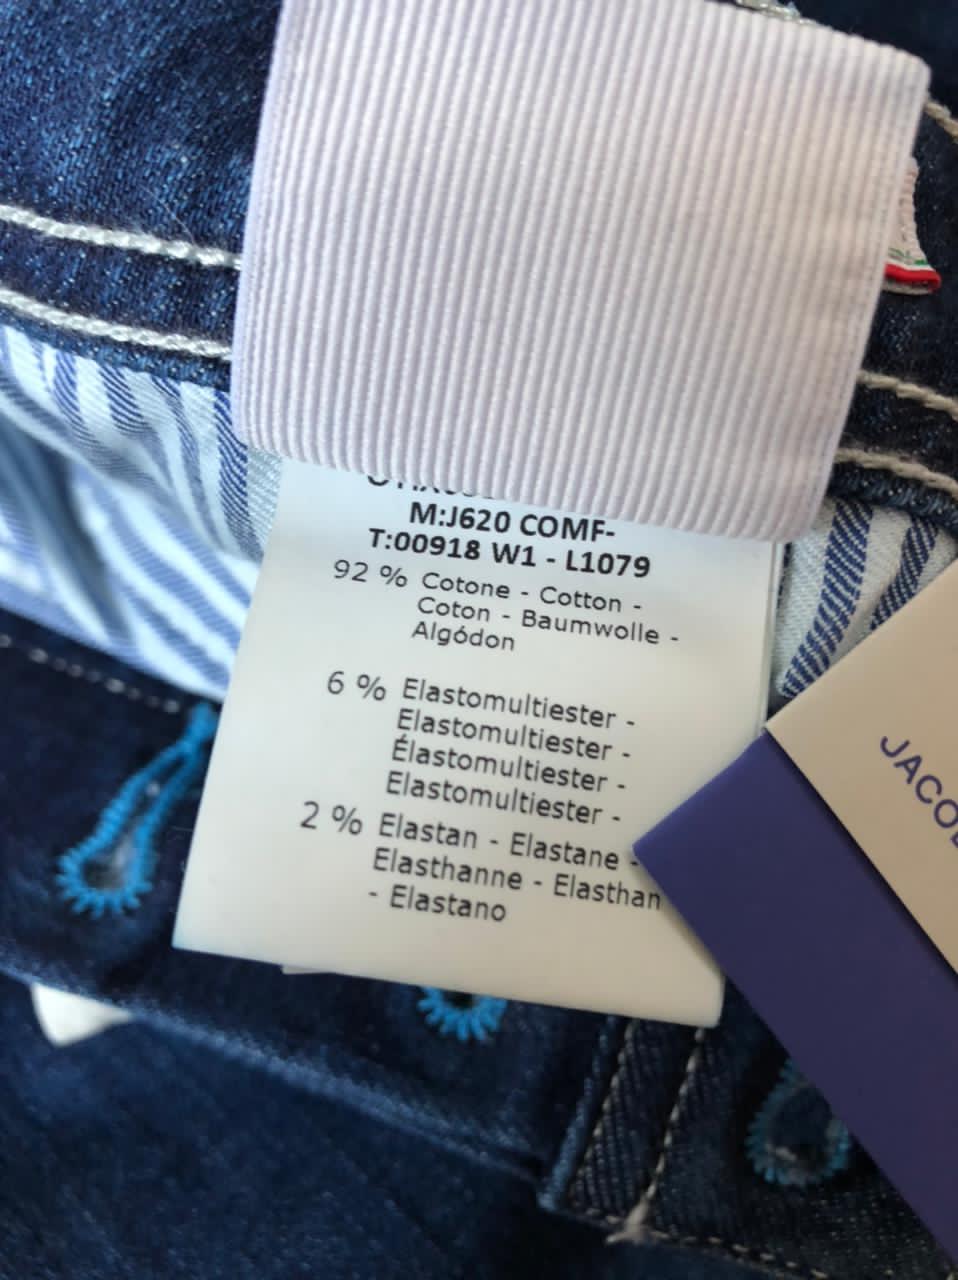 M:J620 COMF-
T:00918 W1 - L1079
92 % Cotone - Cotton -
Coton - Baumwolle -
Algódon
6 % Elastomultiester -
Elastomultiester -
Élastomultiester -
Elastomultiester -
2 % Elastan - Elastane -
Elasthanne - Elasthan
- Elastano
JACO